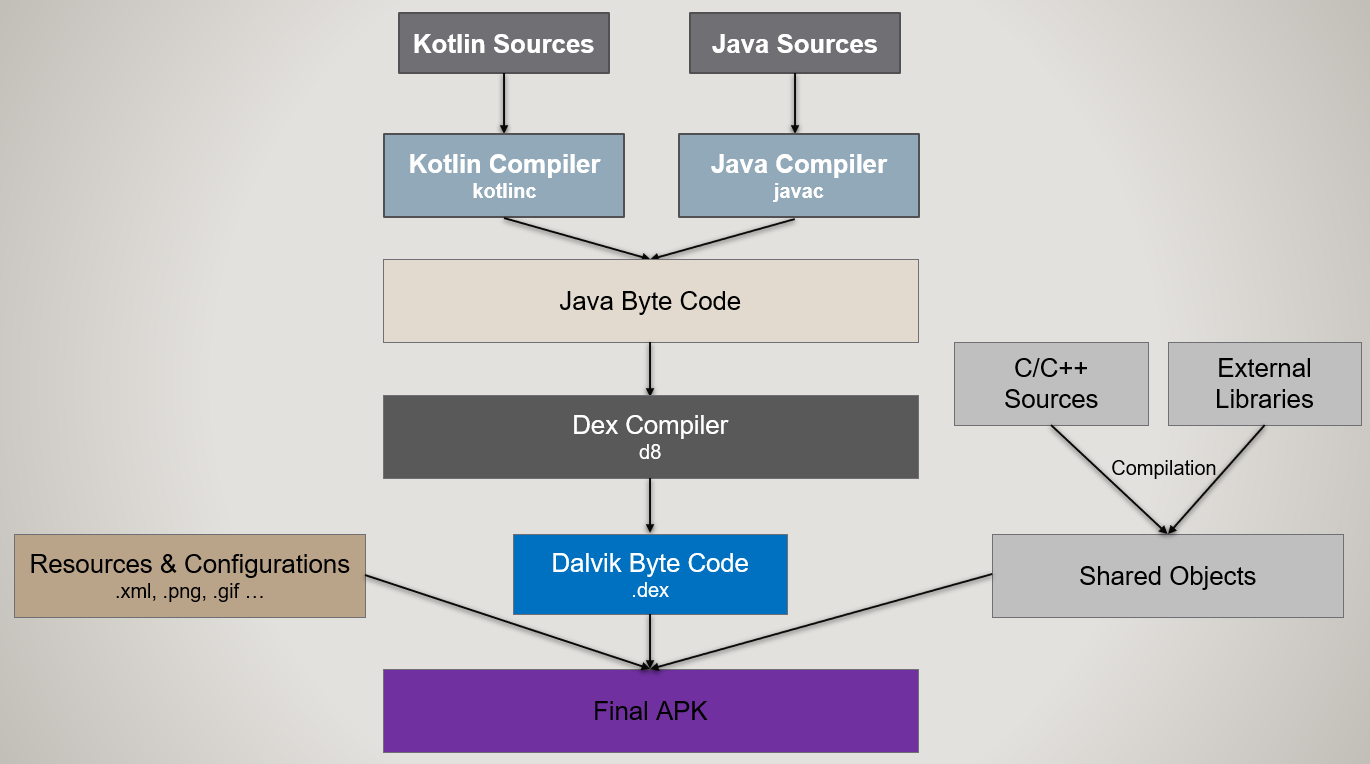 Kotlin Sources
Java Sources
Kotlin Compiler
kotlinc
Java Compiler
javac
Java Byte Code
C/C++
Sources
External
Libraries
Dex Compiler
d8
Compilation
Resources & Configurations
.xml, .png, .gif …
Dalvik Byte Code
.dex
Shared Objects
Final APK